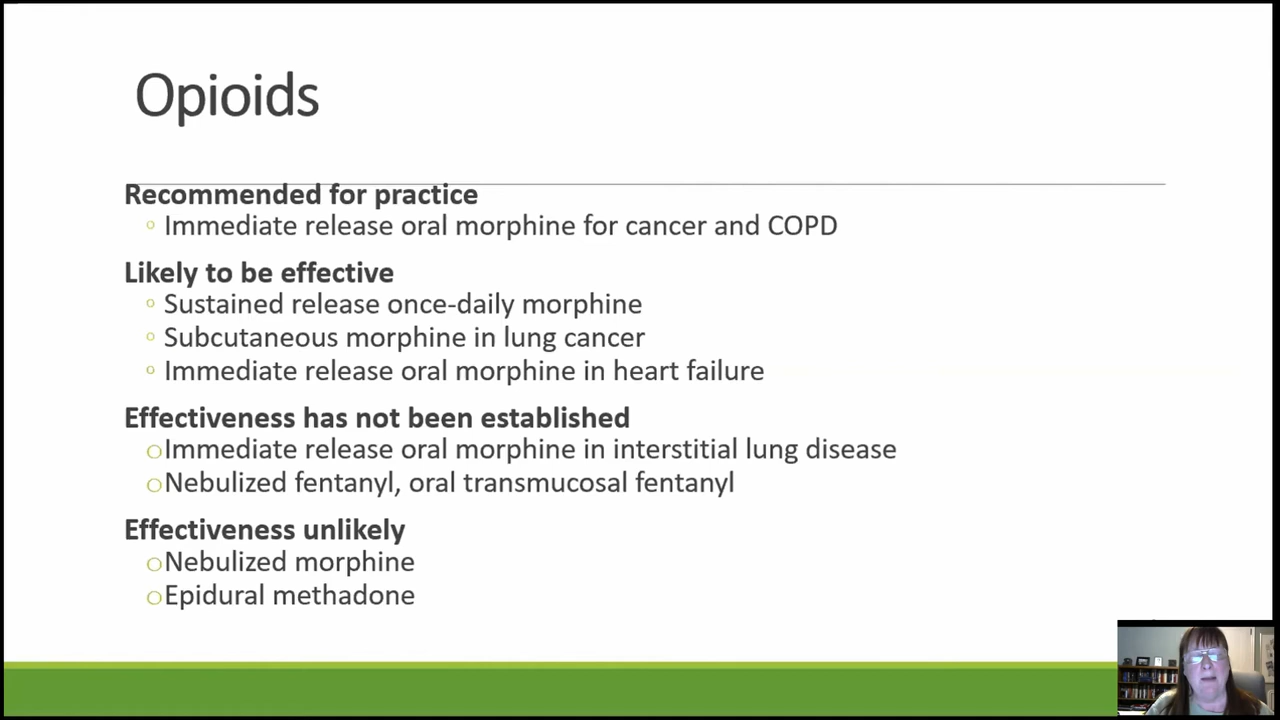 Opioids
Recommended for practice
Immediate release oral morphine for cancer and COPD
Likely to be effective
Sustained release once-daily morphine
Subcutaneous morphine in lung cancer
Immediate release oral morphine in heart failure
Effectiveness has not been established
Immediate release oral morphine in interstitial lung disease
Nebulized fentanyl, oral transmucosal fentanyl
Effectiveness unlikely
Nebulized morphine
Epidural methadone